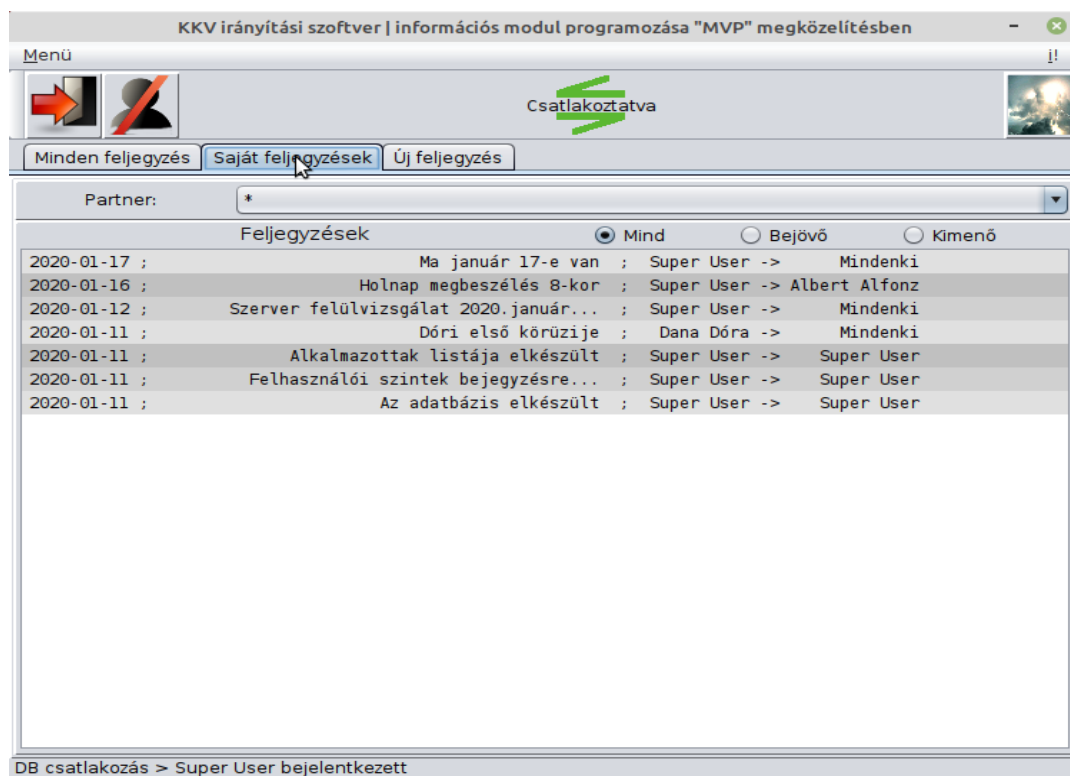 KKV irányítási szoftver | információs modul programozása "MVP" megközelítésben
Menü i!
Csatlakoztatva
Minden feljegyzés Saját feljegyzések Új feljegyzés
Partner: *
Feljegyzések Mind Bejövő Kimenő
2020-01-17 ; Ma január 17-e van ; Super User -> Mindenki
2020-01-16 ; Holnap megbeszélés 8-kor ; Super User -> Albert Alfonz
2020-01-12 ; Szerver felülvizsgálat 2020.január... ; Super User -> Mindenki
2020-01-11 ; Dóri első körüzije ; Dana Dóra -> Mindenki
2020-01-11 ; Alkalmazottak listája elkészült ; Super User -> Super User
2020-01-11 ; Felhasználói szintek bejegyzésre... ; Super User -> Super User
2020-01-11 ; Az adatbázis elkészült ; Super User -> Super User
DB csatlakozás > Super User bejelentkezett